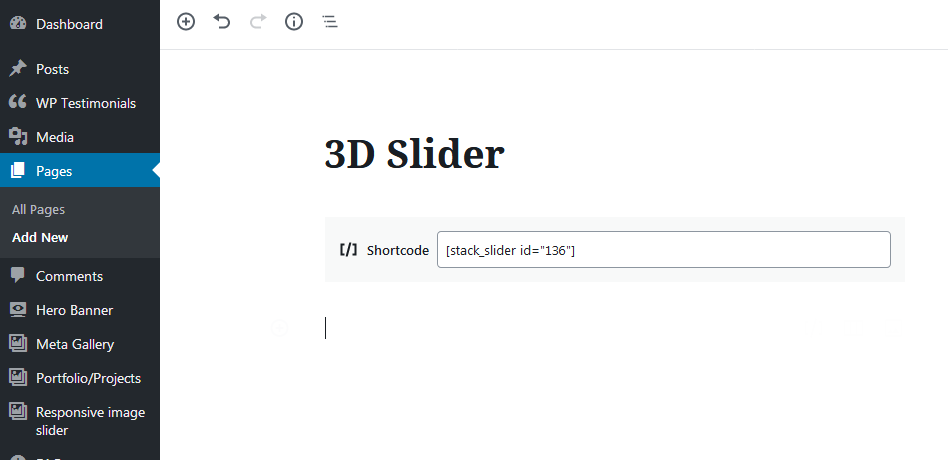 Dashboard
Posts
WP Testimonials
Media
Pages
All Pages
Add New
Comments
Hero Banner
Meta Gallery
Portfolio/Projects
Responsive image
slider
3D Slider
[/] Shortcode [stack_slider id="136"]